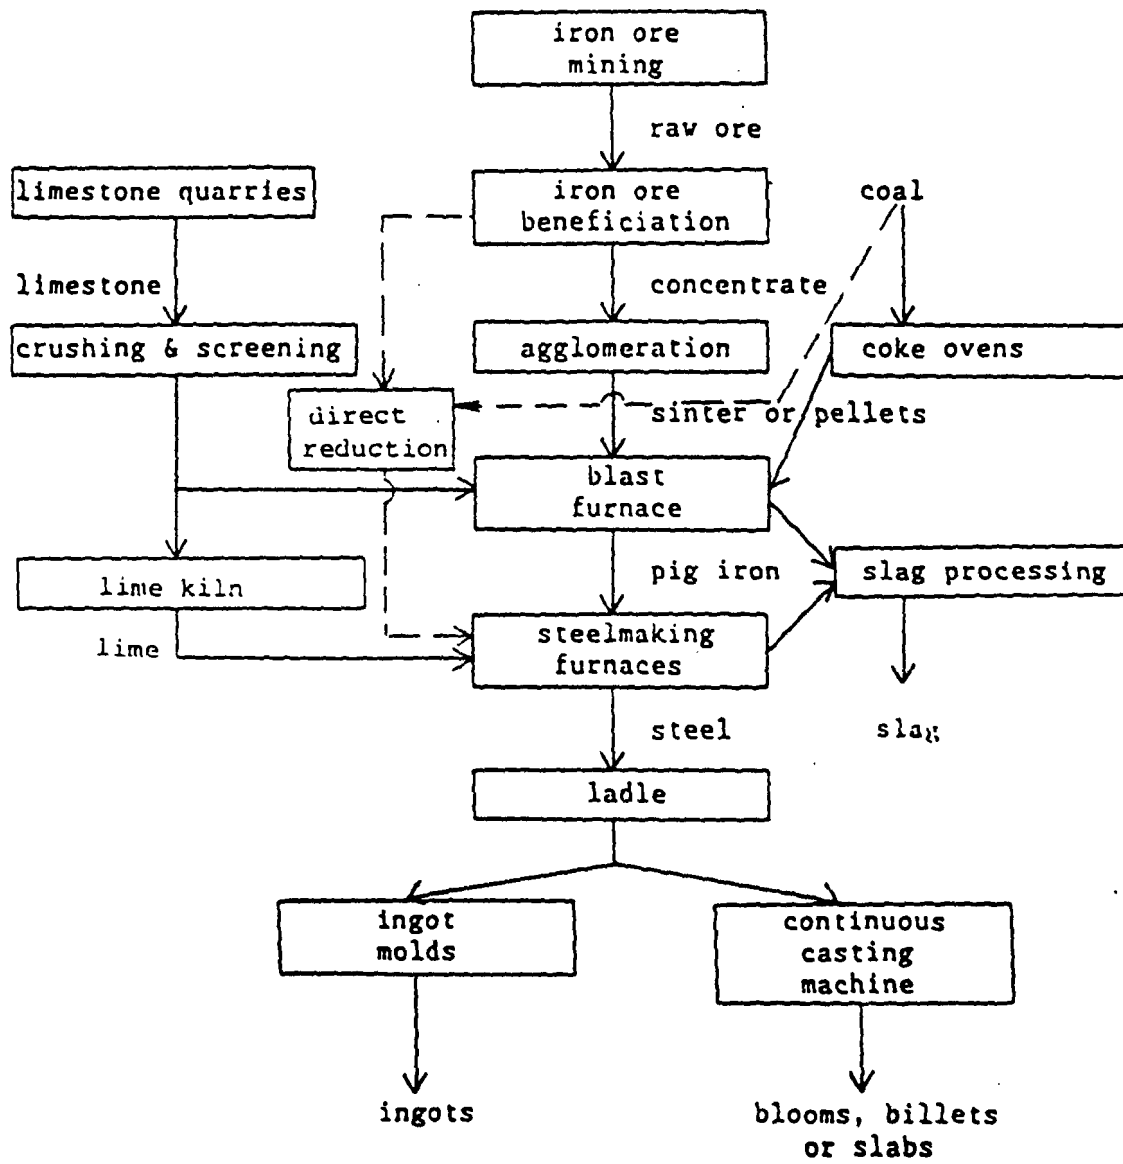 iron ore
mining
raw ore
limestone quarries
iron ore
beneficiation
coal
limestone
concentrate
crushing & screening
agglomeration
coke ovens
direct
reduction
sinter or pellets
blast
furnace
lime kiln
pig iron
slag processing
lime
steelmaking
furnaces
steel
slag
ladle
ingot
molds
continuous
casting
machine
ingots
blooms, billets
or slabs